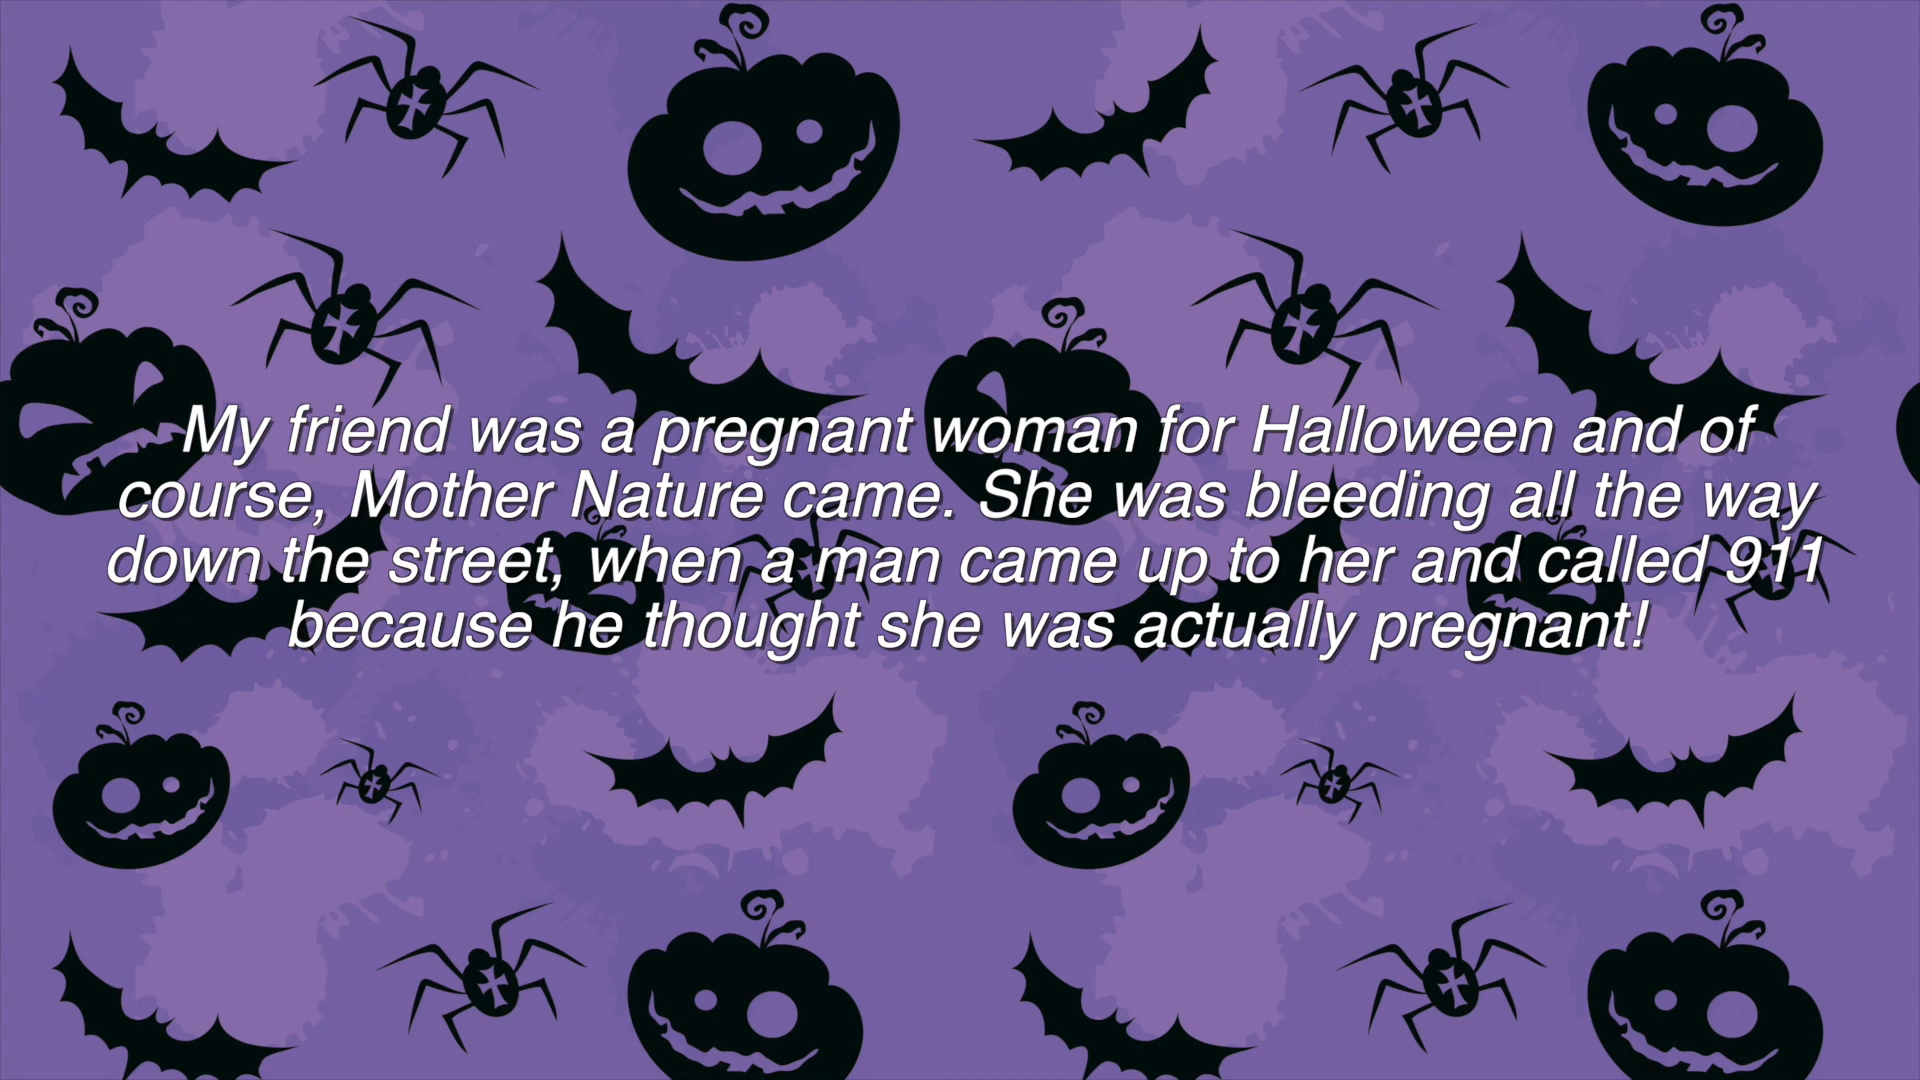 My friend was a pregnant woman for Halloween and of
course, Mother Nature came. She was bleeding all the way
down the street, when a man came up to her and called 911
because he thought she was actually pregnant!